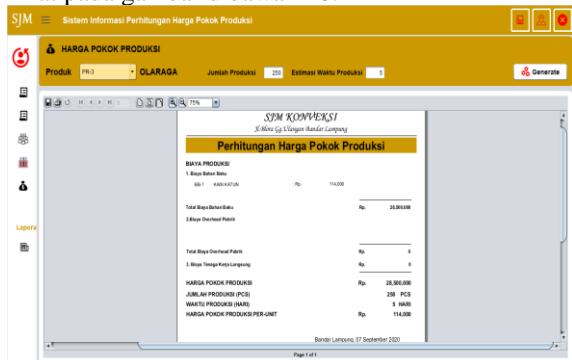 SJM Sistem Informasi Perhitungan Harga Pokok Produksi
HARGA POKOK PRODUKSI
Produk PR-3 OLARAGA Jumlah Produksi 250 Estimasi Waktu Produksi 5 Generate
75%
SJM KONVEKSI
Perhitungan Harga Pokok Produksi
BIAYA PRODUKSI
1. Biaya Bahan Baku
BB-1 KAIN KATUN : Rp. 114,000
Total Biaya Bahan Baku Rp. 28,500,000
2.Biaya Overhead Pabrik
Total Biaya Overhead Pabrik Rp. 0
3. Biaya Tenaga Kerja Langsung Rp. 0
HARGA POKOK PRODUKSI Rp. 28,500,000
JUMLAH PRODUKSI (PCS) 250 PCS
WAKTU PRODUKSI (HARI) 5 HARI
HARGA POKOK PRODUKSI PER-UNIT Rp. 114,000
Bandar Lampung, 07 September 2020
Page 1 of 1
Lapora